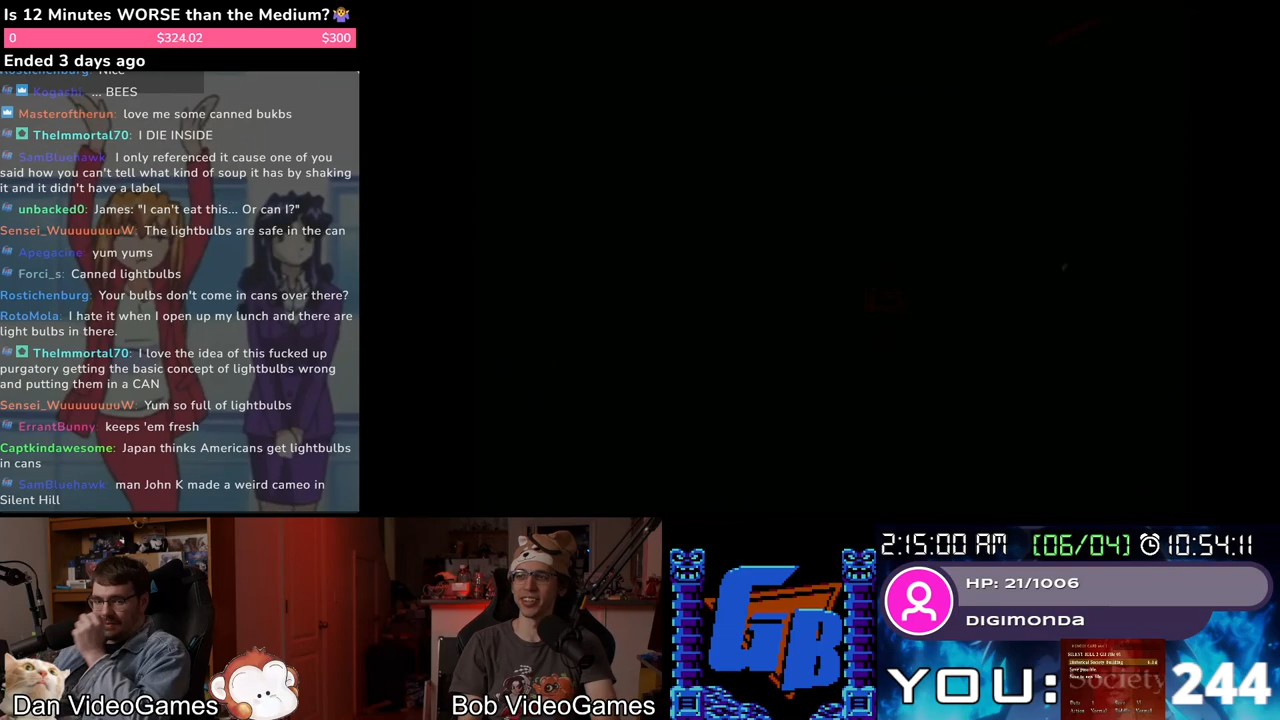 Is 12 Minutes WORSE than the Medium?🤷
0 $324.02 $300
Ended 3 days ago
Rostichenburg: Nice
Kogashi: ... BEES
Masteroftherun: love me some canned bukbs
TheImmortal70: I DIE INSIDE
SamBluehawk: I only referenced it cause one of you
said how you can't tell what kind of soup it has by shaking
it and it didn't have a label
unbacked0: James: "I can't eat this... Or can I?"
Sensei_WuuuuuuuW: The lightbulbs are safe in the can
Apegacine: yum yums
Forci_s: Canned lightbulbs
Rostichenburg: Your bulbs don't come in cans over there?
RotoMola: I hate it when I open up my lunch and there are
light bulbs in there.
TheImmortal70: I love the idea of this fucked up
purgatory getting the basic concept of lightbulbs wrong
and putting them in a CAN
Sensei_WuuuuuuuW: Yum so full of lightbulbs
ErrantBunny: keeps 'em fresh
Captkindawesome: Japan thinks Americans get lightbulbs
in cans
SamBluehawk: man John K made a weird cameo in
Silent Hill
Dan VideoGames
Bob VideoGames
GB
2:15:00 AM [06/04] 10:54:11
HP: 21/1006
DIGIMONDA
YOU: 244
Society